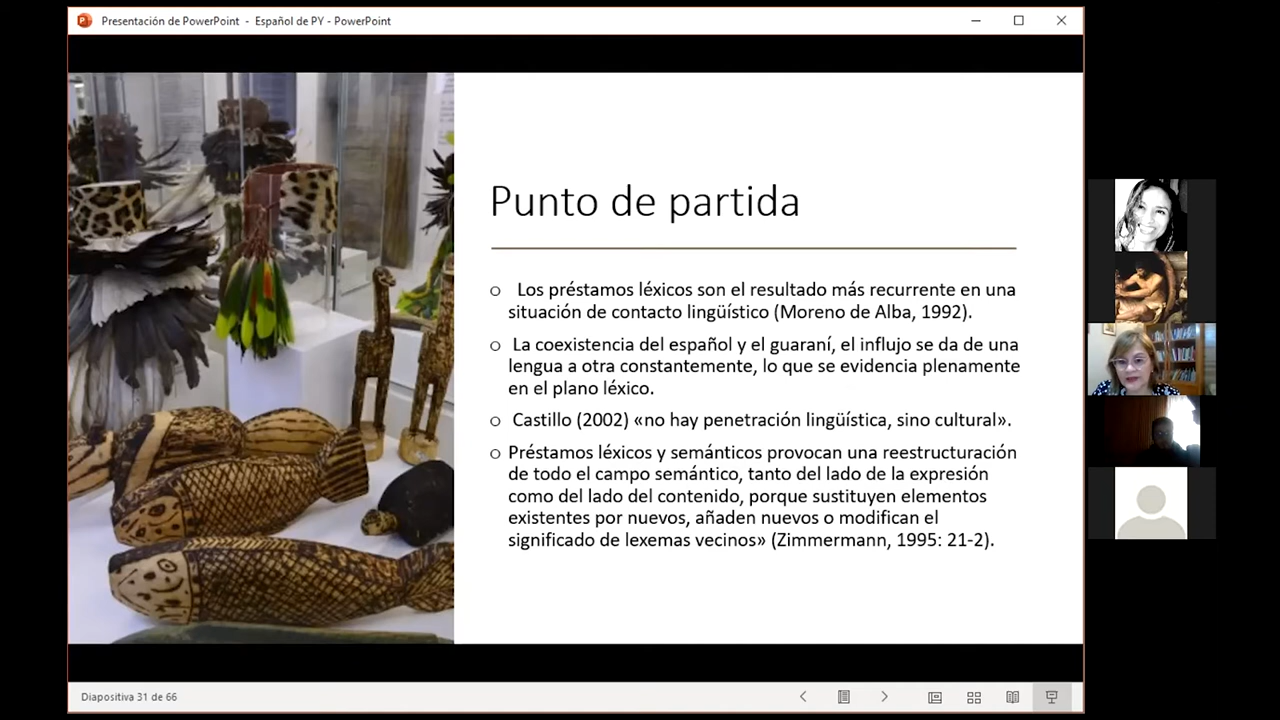 Presentación de PowerPoint - Español de PY - PowerPoint
Punto de partida
o Los préstamos léxicos son el resultado más recurrente en una
situación de contacto lingüístico (Moreno de Alba, 1992).
o La coexistencia del español y el guaraní, el influjo se da de una
lengua a otra constantemente, lo que se evidencia plenamente
en el plano léxico.
o Castillo (2002) «no hay penetración lingüística, sino cultural».
o Préstamos léxicos y semánticos provocan una reestructuración
de todo el campo semántico, tanto del lado de la expresión
como del lado del contenido, porque sustituyen elementos
existentes por nuevos, añaden nuevos o modifican el
significado de lexemas vecinos» (Zimmermann, 1995: 21-2).
Diapositiva 31 de 66